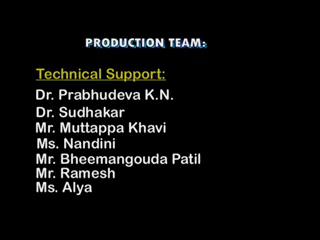 PRODUCTION TEAM:
Technical Support:
Dr. Prabhudeva K.N.
Dr. Sudhakar
Mr. Muttappa Khavi
Ms. Nandini
Mr. Bheemangouda Patil
Mr. Ramesh
Ms. Alya